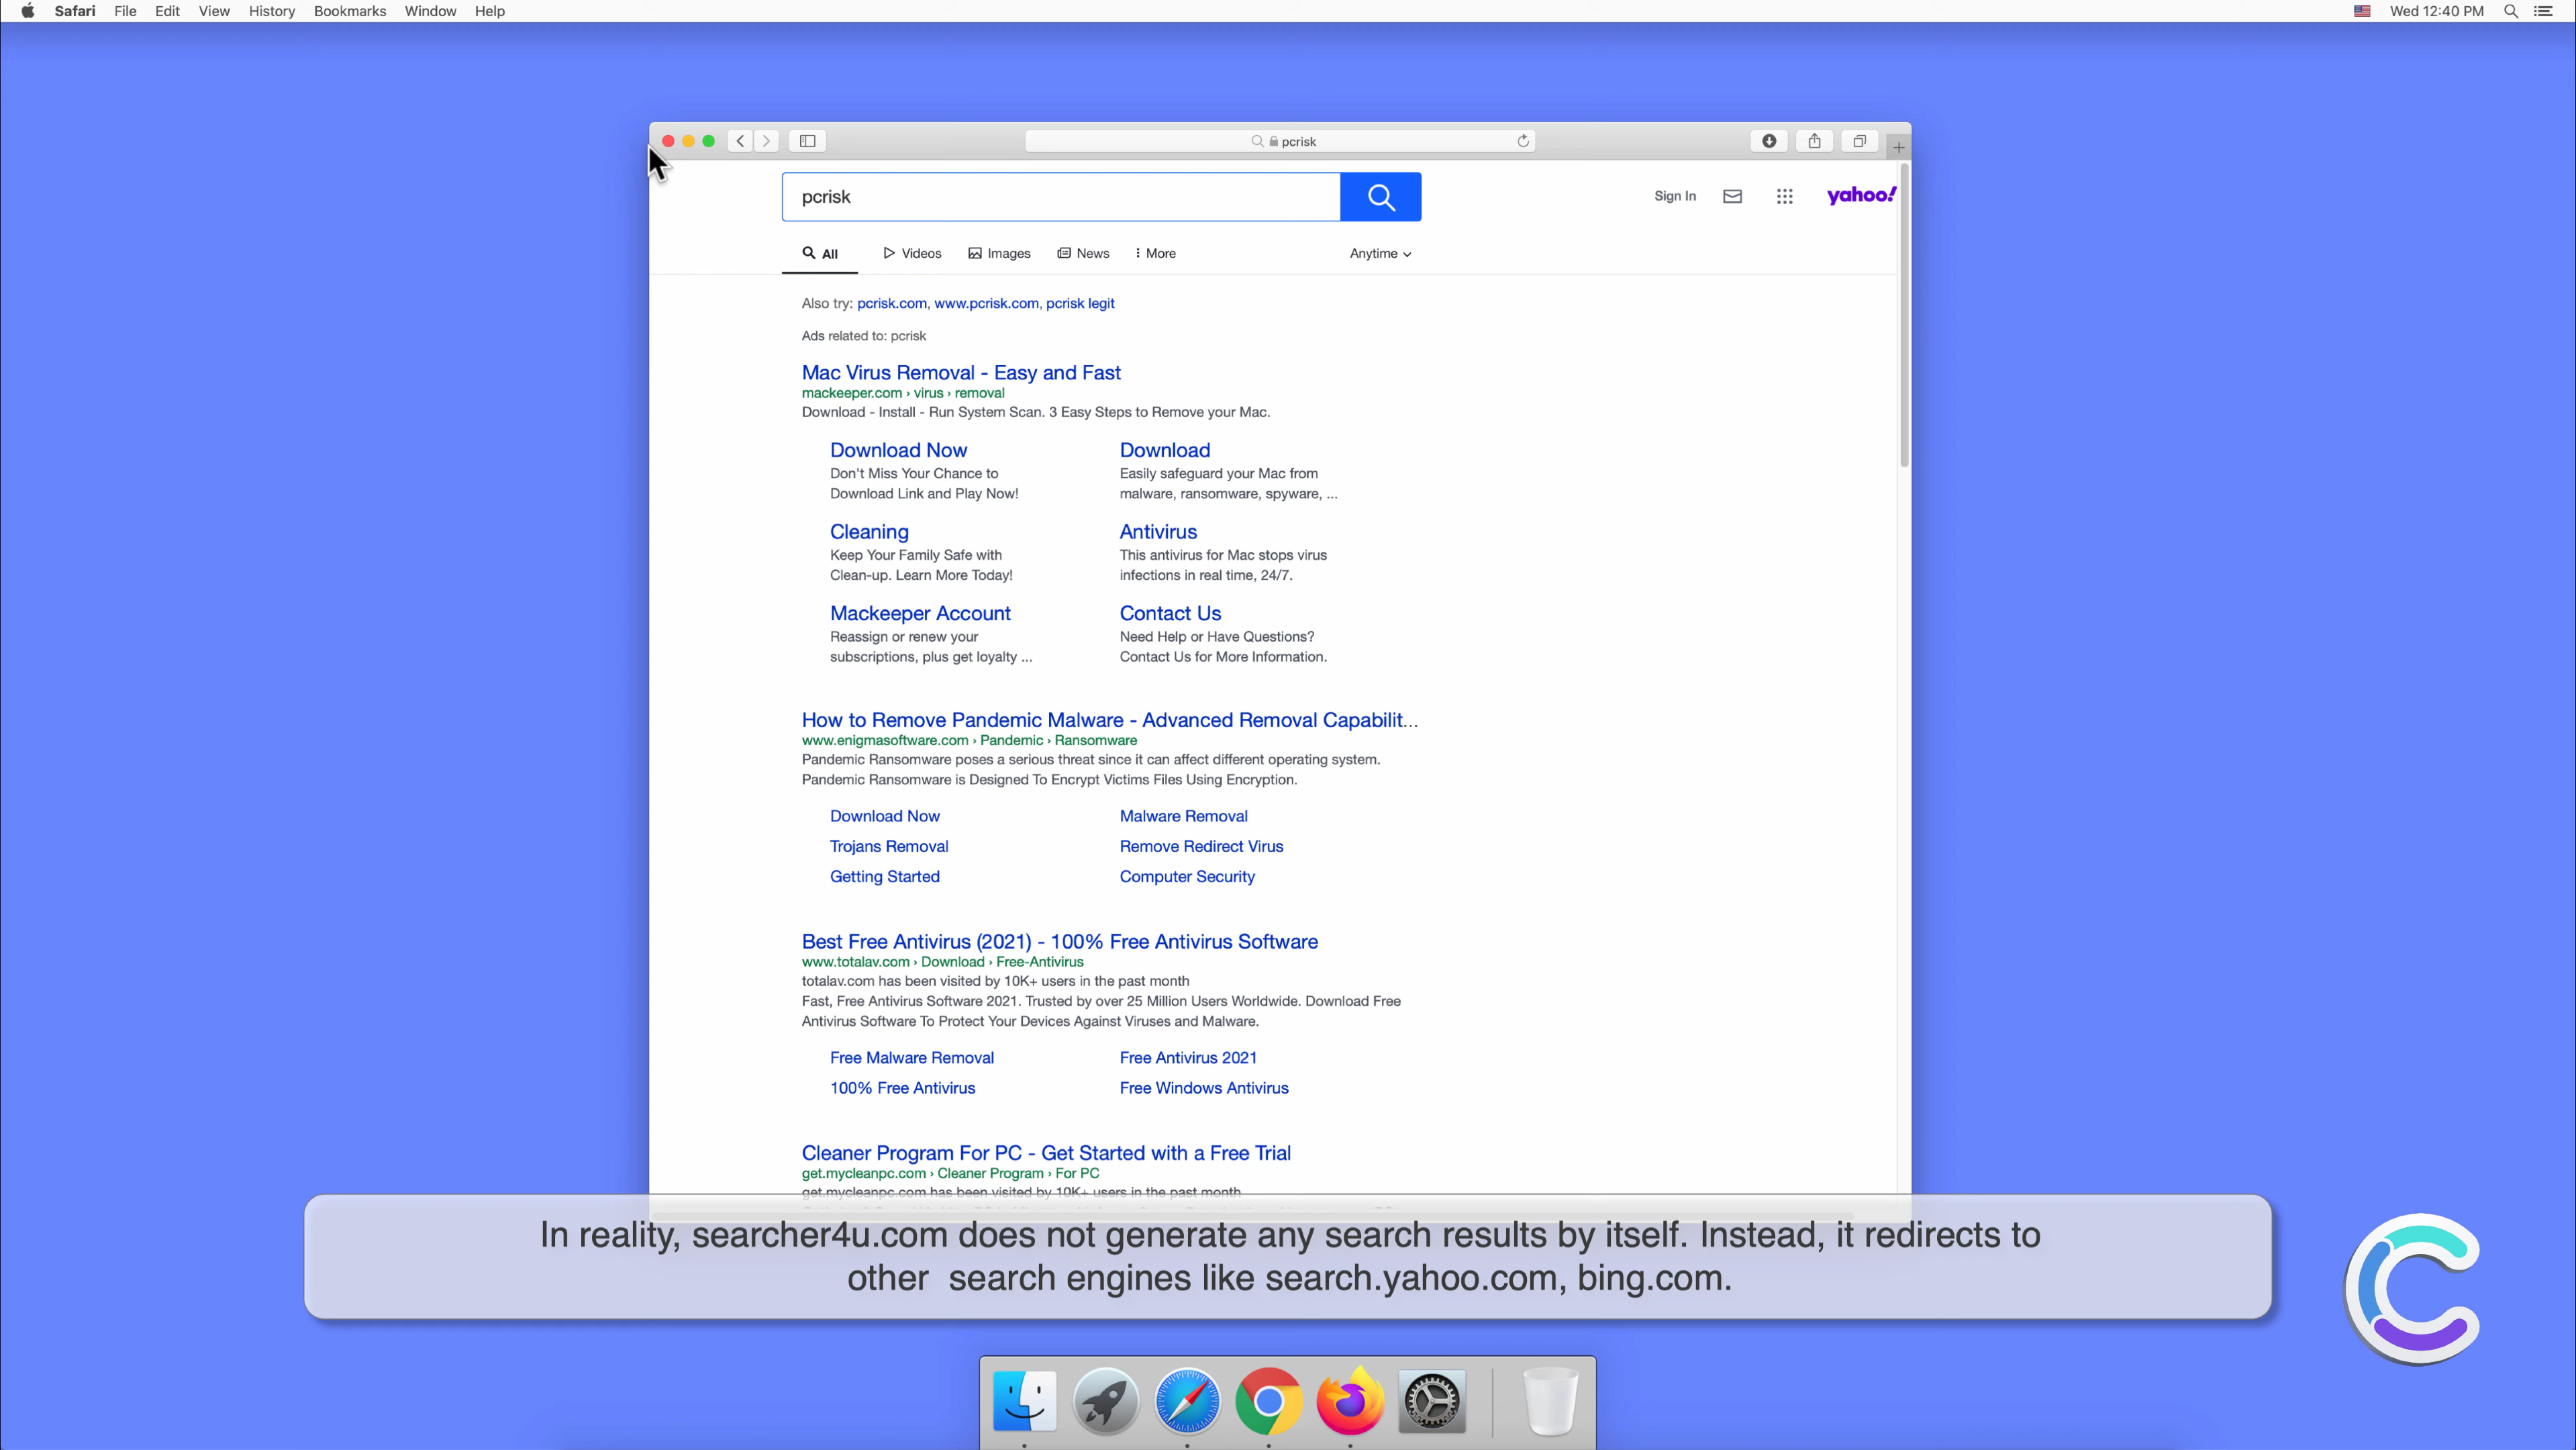 Safari File Edit View History Bookmarks Window Help
Wed 12:40 PM
pcrisk
pcrisk
Sign In
yahoo!
All Videos Images News More Anytime
Also try: pcrisk.com, www.pcrisk.com, pcrisk legit
Ads related to: pcrisk
Mac Virus Removal - Easy and Fast
mackeeper.com › virus › removal
Download - Install - Run System Scan. 3 Easy Steps to Remove your Mac.
Download Now
Don't Miss Your Chance to
Download Link and Play Now!
Download
Easily safeguard your Mac from
malware, ransomware, spyware, ...
Cleaning
Keep Your Family Safe with
Clean-up. Learn More Today!
Antivirus
This antivirus for Mac stops virus
infections in real time, 24/7.
Mackeeper Account
Reassign or renew your
subscriptions, plus get loyalty ...
Contact Us
Need Help or Have Questions?
Contact Us for More Information.
How to Remove Pandemic Malware - Advanced Removal Capabilit...
www.enigmasoftware.com › Pandemic › Ransomware
Pandemic Ransomware poses a serious threat since it can affect different operating system.
Pandemic Ransomware is Designed To Encrypt Victims Files Using Encryption.
Download Now
Malware Removal
Trojans Removal
Remove Redirect Virus
Getting Started
Computer Security
Best Free Antivirus (2021) - 100% Free Antivirus Software
www.totalav.com › Download › Free-Antivirus
totalav.com has been visited by 10K+ users in the past month
Fast, Free Antivirus Software 2021. Trusted by over 25 Million Users Worldwide. Download Free
Antivirus Software To Protect Your Devices Against Viruses and Malware.
Free Malware Removal
Free Antivirus 2021
100% Free Antivirus
Free Windows Antivirus
Cleaner Program For PC - Get Started with a Free Trial
get.mycleanpc.com › Cleaner Program › For PC
get.mycleanpc.com has been visited by 10K+ users in the past month
In reality, searcher4u.com does not generate any search results by itself. Instead, it redirects to
other search engines like search.yahoo.com, bing.com.